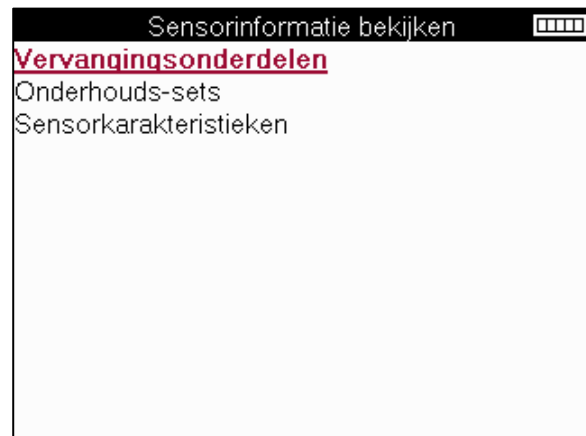 Sensorinformatie bekijken
Vervangingsonderdelen
Onderhouds-sets
Sensorkarakteristieken